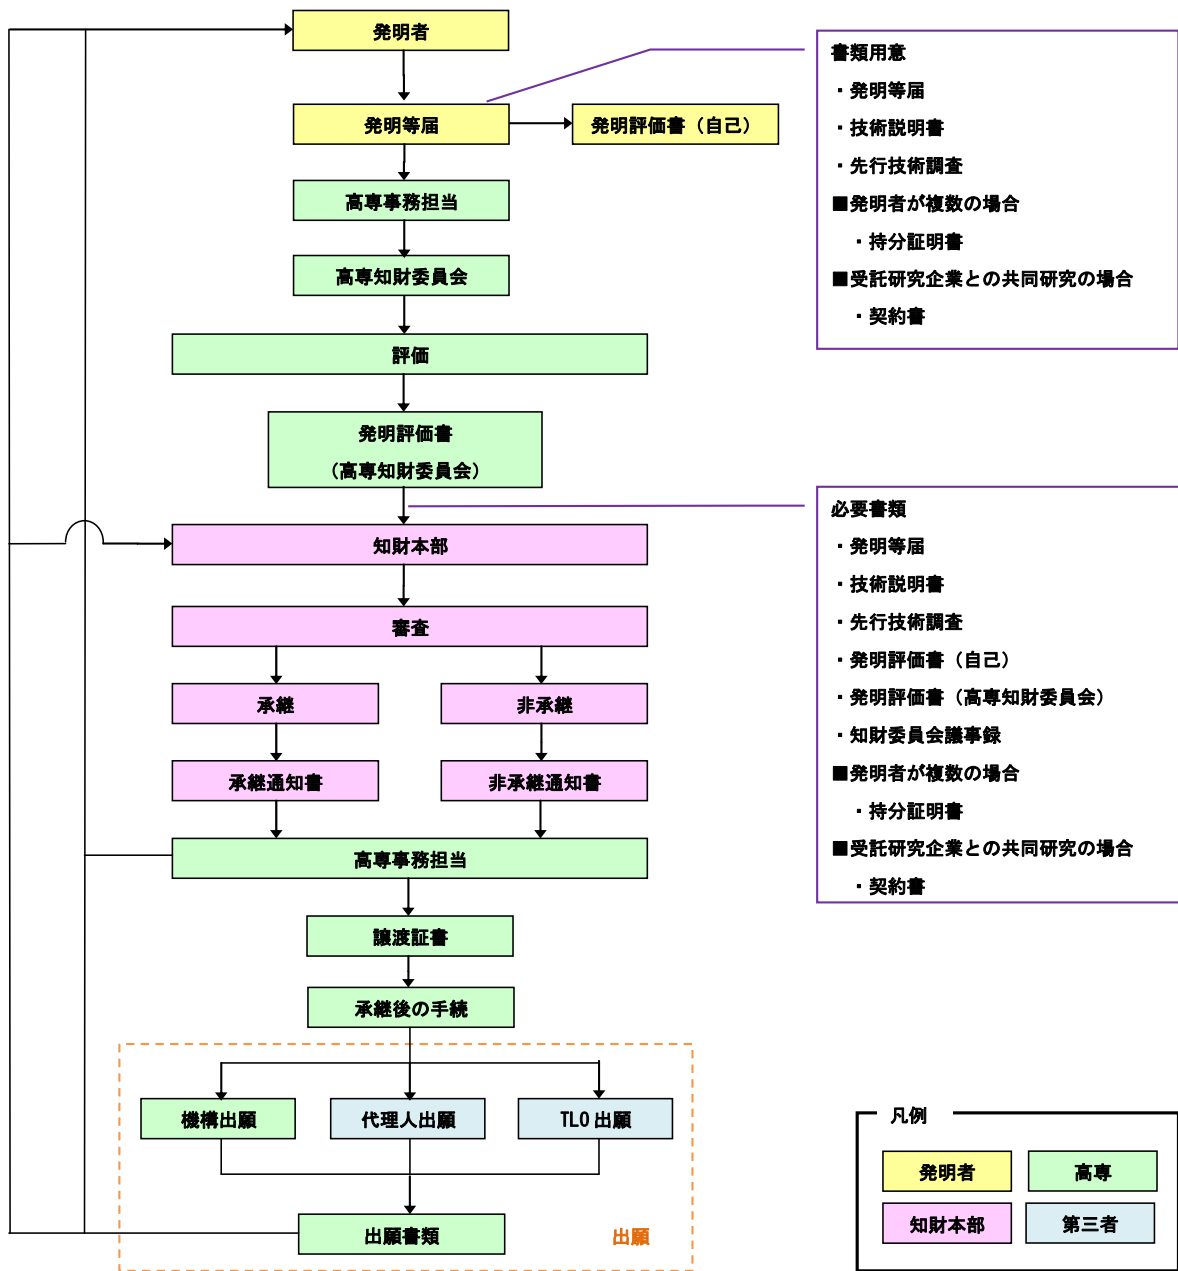 発明者
発明等届
発明評価書（自己）
高専事務担当
高専知財委員会
評価
発明評価書
（高専知財委員会）
知財本部
審査
承継
非承継
承継通知書
非承継通知書
高専事務担当
譲渡証書
承継後の手続
機構出願
代理人出願
TLO 出願
出願書類
出願
書類用意
・発明等届
・技術説明書
・先行技術調査
■発明者が複数の場合
・持分証明書
■受託研究企業との共同研究の場合
・契約書
必要書類
・発明等届
・技術説明書
・先行技術調査
・発明評価書（自己）
・発明評価書（高専知財委員会）
・知財委員会議事録
■発明者が複数の場合
・持分証明書
■受託研究企業との共同研究の場合
・契約書
凡例
発明者
高専
知財本部
第三者